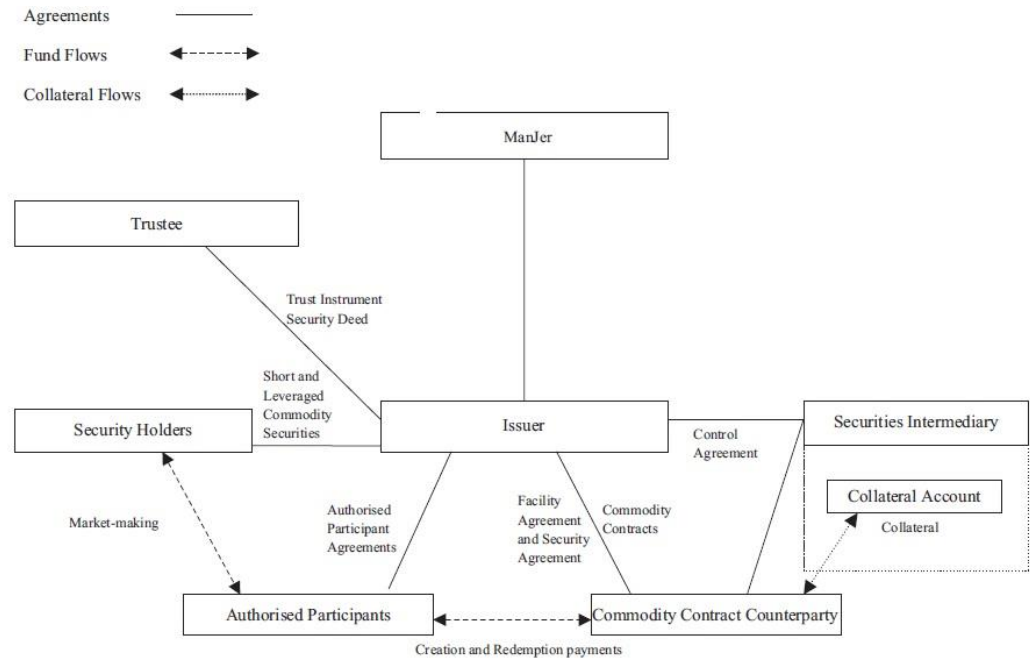 Agreements
Fund Flows
Collateral Flows
ManJer
Trustee
Trust Instrument
Security Deed
Short and
Leveraged
Commodity
Securities
Security Holders
Issuer
Securities Intermediary
Control
Agreement
Collateral Account
Collateral
Market-making
Authorised
Participant
Agreements
Facility
Agreement
and Security
Agreement
Commodity
Contracts
Authorised Participants
Commodity Contract Counterparty
Creation and Redemption payments